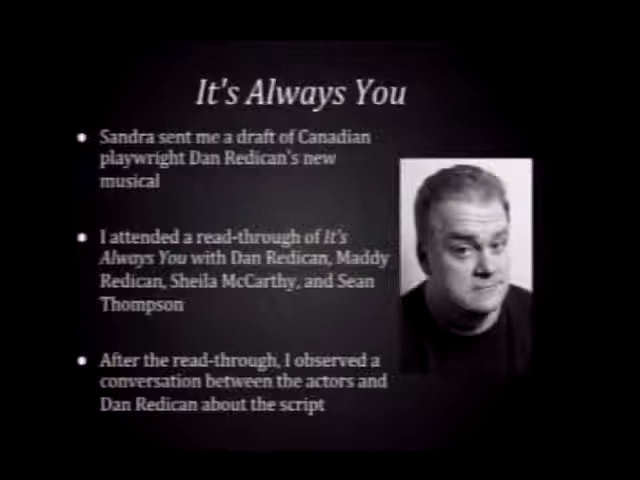 It's Always You
Sandra sent me a draft of Canadian
playwright Dan Redican's new
musical
I attended a read-through of It's
Always You with Dan Redican, Maddy
Redican, Sheila McCarthy, and Sean
Thompson
After the read-through, I observed a
conversation between the actors and
Dan Redican about the script